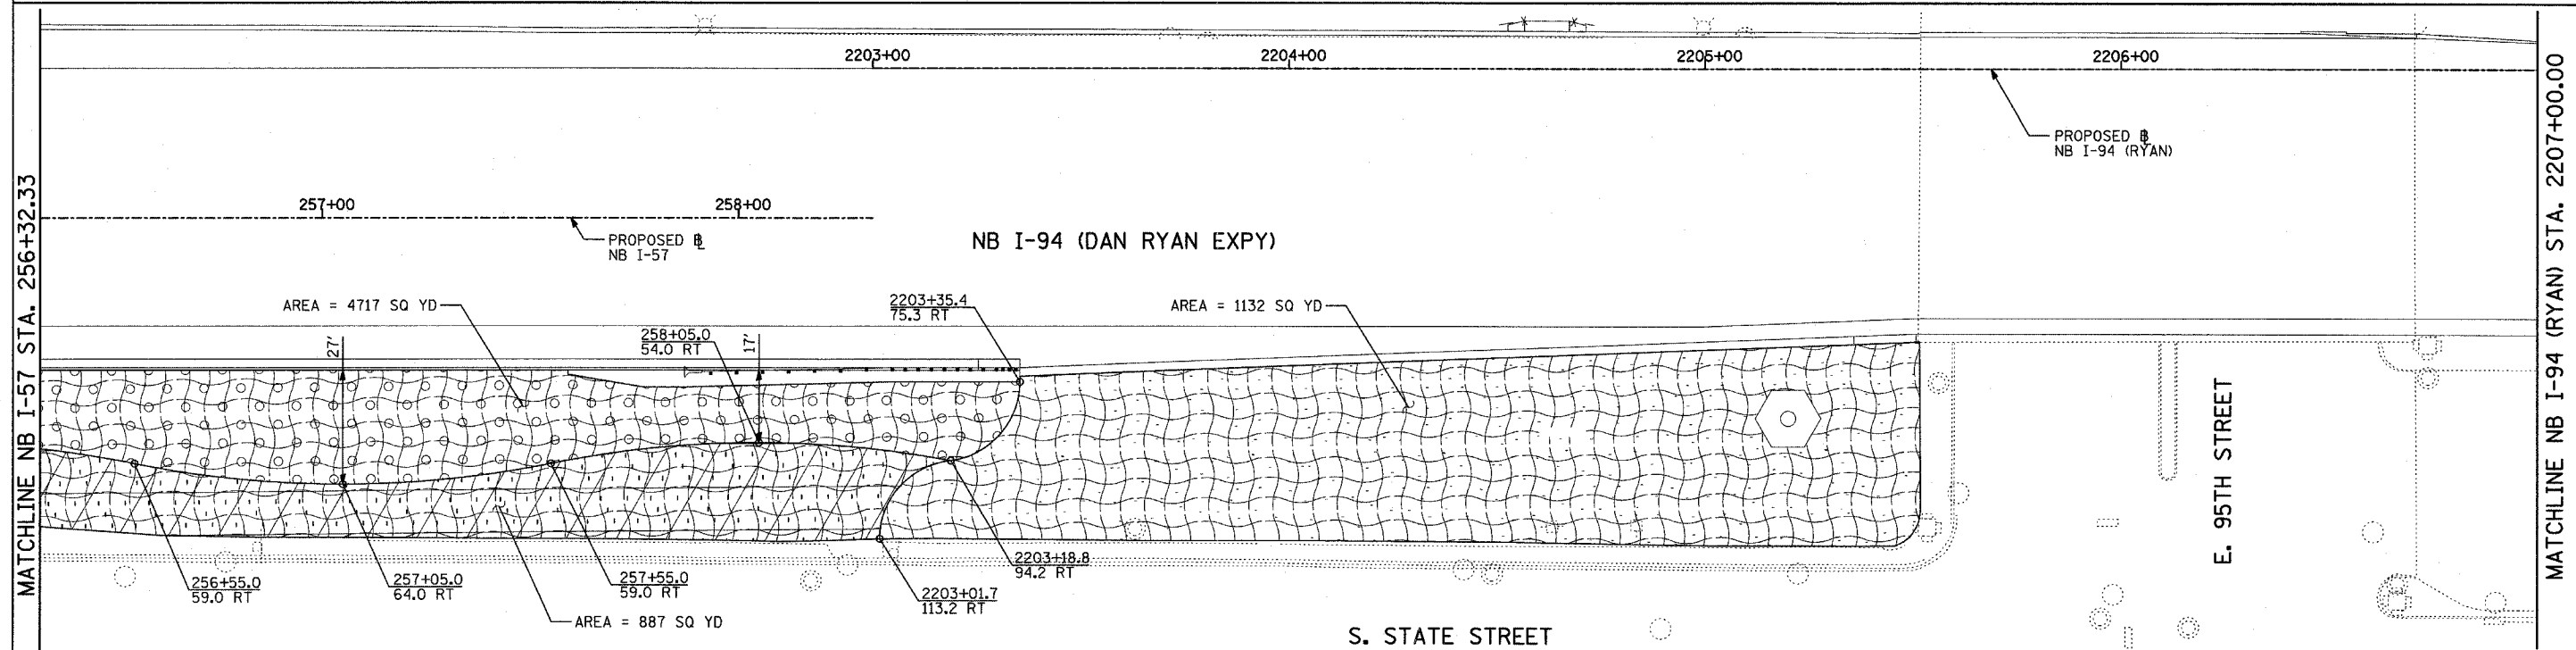 2203+00
2204+00
2205+00
2206+00
PROPOSED ⅊
NB I-94 (RYAN)
MATCHLINE NB I-57 STA. 256+32.33
257+00
258+00
PROPOSED ⅊
NB I-57
NB I-94 (DAN RYAN EXPY)
AREA = 4717 SQ YD
27'
258+05.0
54.0 RT
17'
2203+35.4
75.3 RT
AREA = 1132 SQ YD
256+55.0
59.0 RT
257+05.0
64.0 RT
257+55.0
59.0 RT
AREA = 887 SQ YD
2203+01.7
113.2 RT
2203+18.8
94.2 RT
S. STATE STREET
E. 95TH STREET
MATCHLINE NB I-94 (RYAN) STA. 2207+00.00